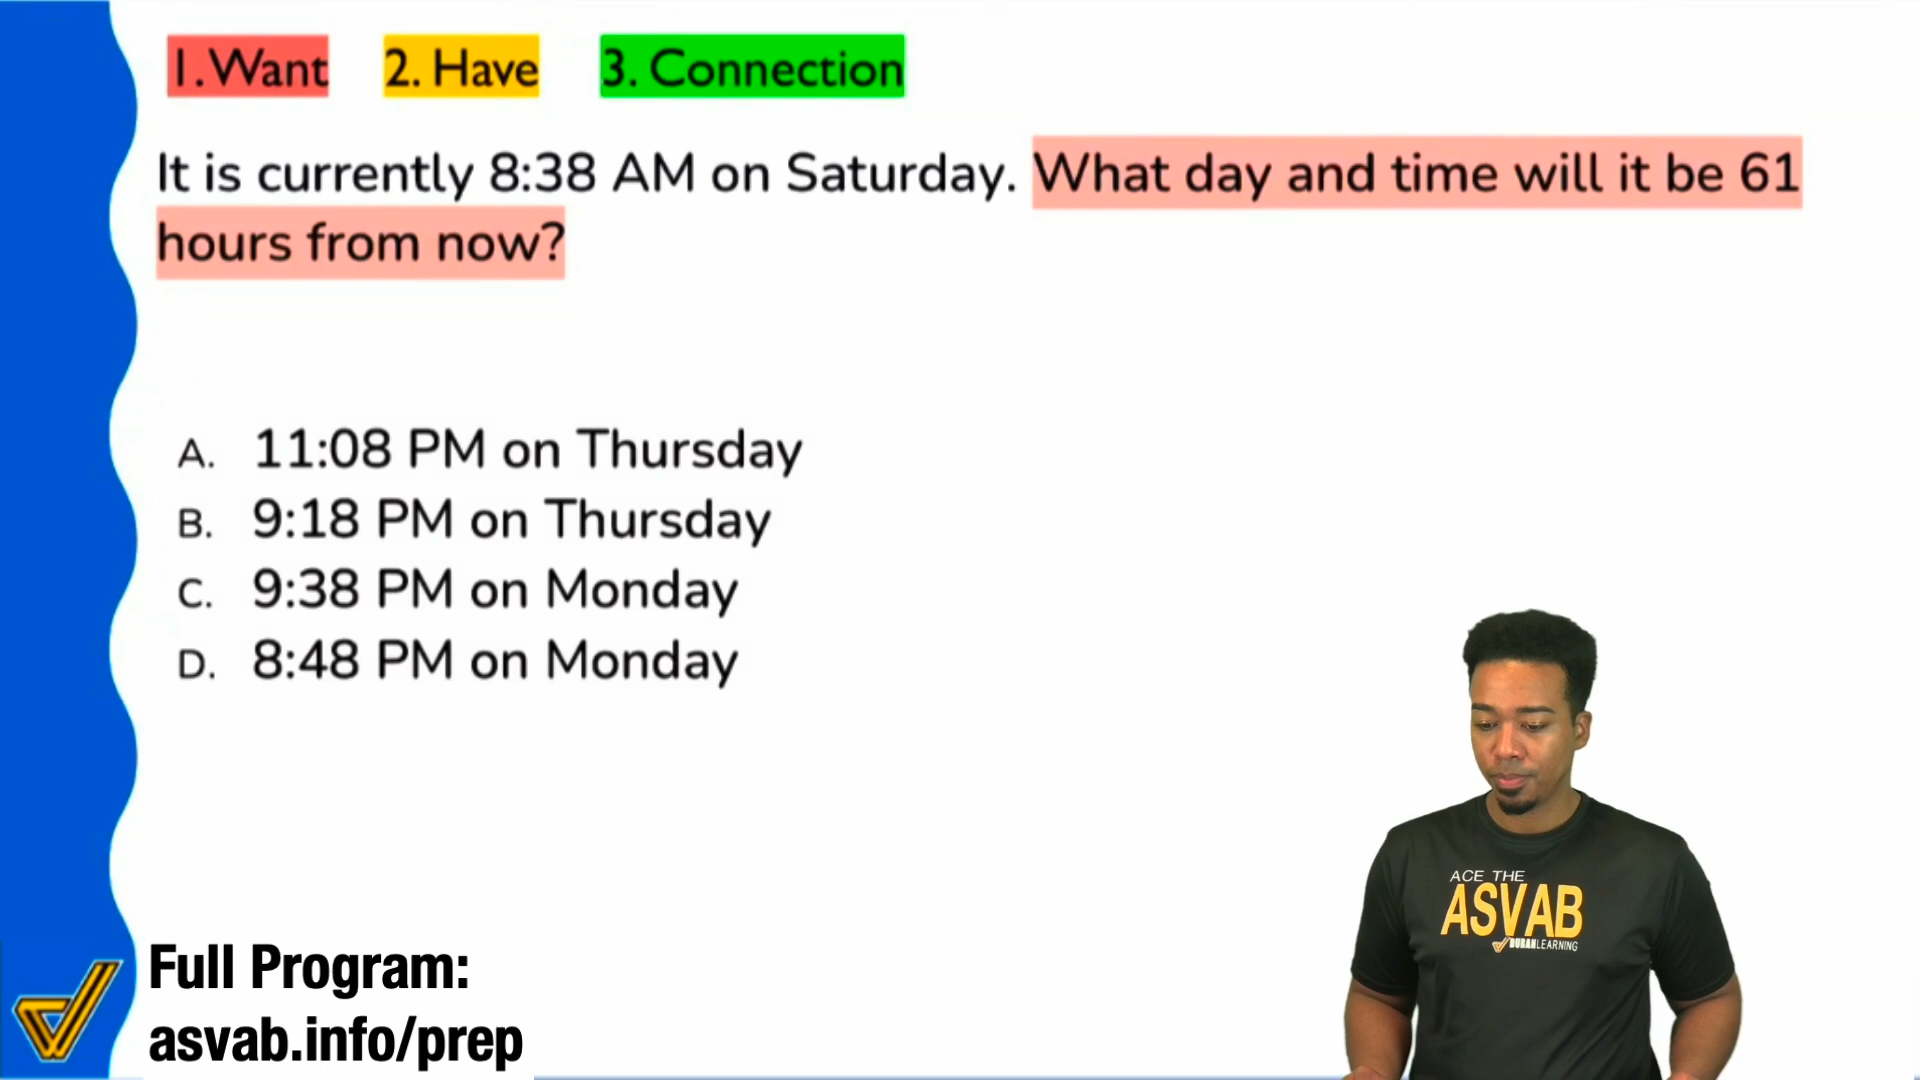 1. Want 2. Have 3. Connection
It is currently 8:38 AM on Saturday. What day and time will it be 61
hours from now?
A. 11:08 PM on Thursday
B. 9:18 PM on Thursday
C. 9:38 PM on Monday
D. 8:48 PM on Monday
ACE THE
ASVAB
DURANLEARNING
Full Program:
asvab.info/prep